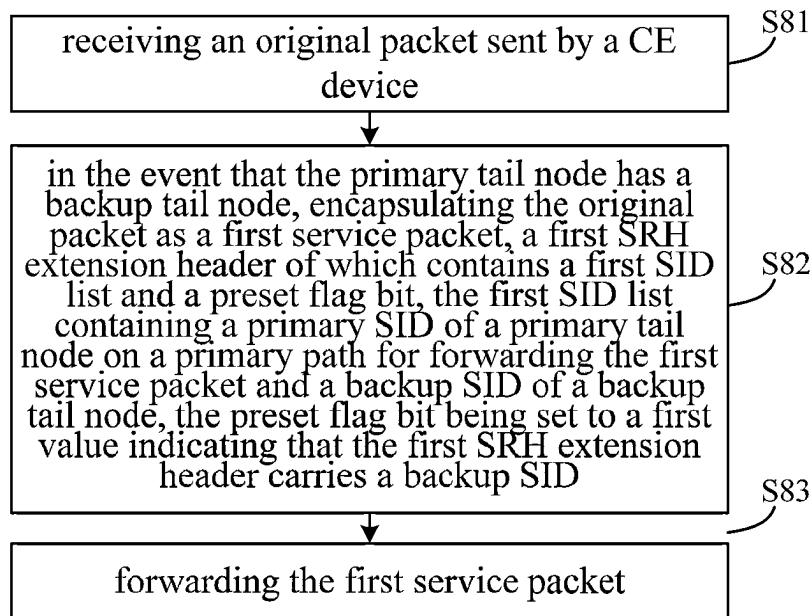 S81
receiving an original packet sent by a CE
device
in the event that the primary tail node has a
backup tail node, encapsulating the original
packet as a first service packet, a first SRH
extension header of which contains a first SID
list and a preset flag bit, the first SID list
containing a primary SID of a primary tail
node on a primary path for forwarding the first
service packet and a backup SID of a backup
tail node, the preset flag bit being set to a first
value indicating that the first SRH extension
header carries a backup SID
S82
S83
forwarding the first service packet